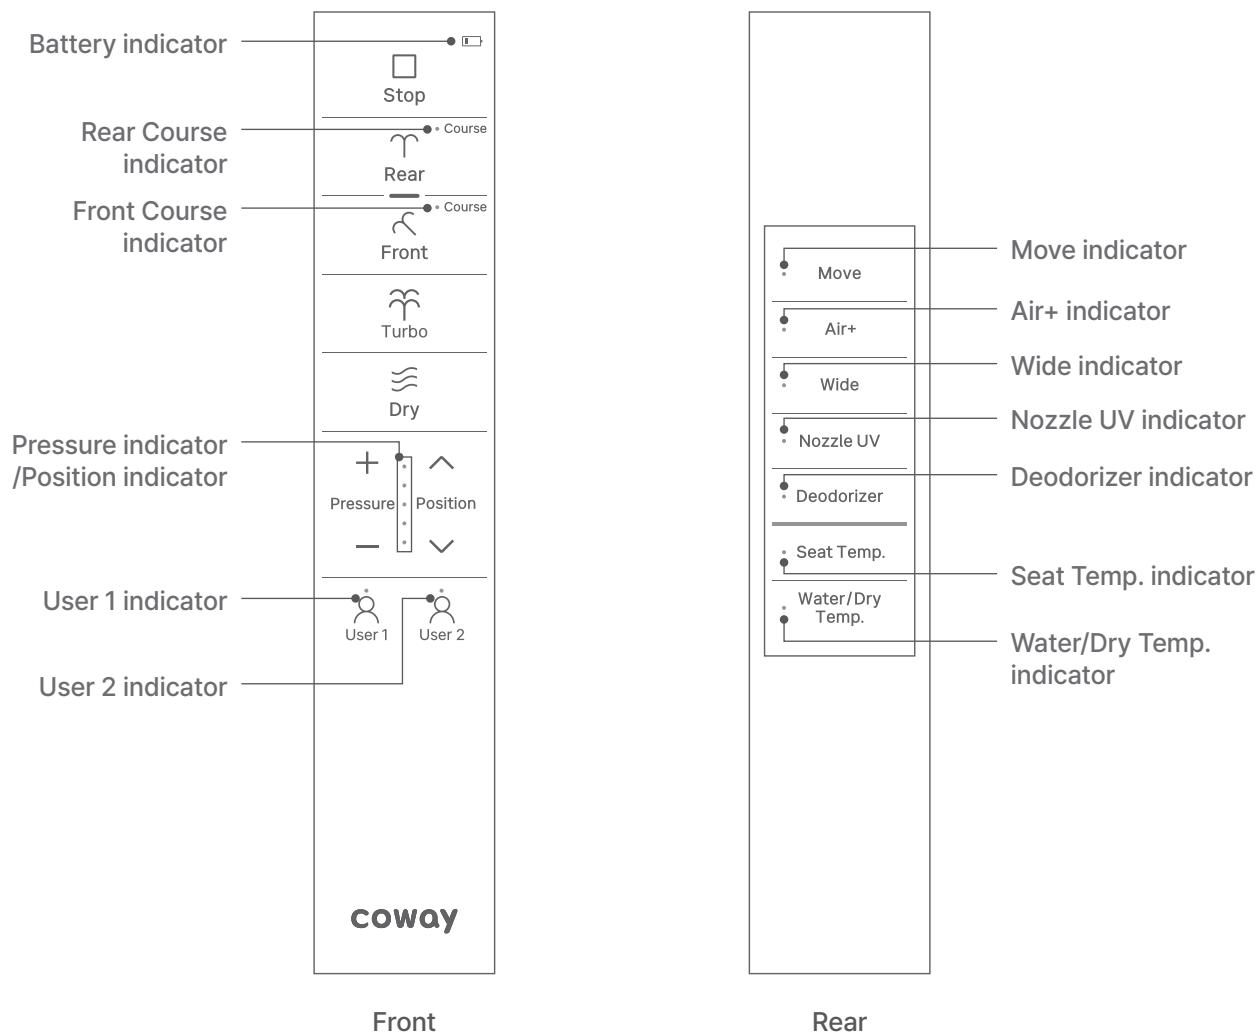 Battery indicator
Stop
Rear Course
indicator
Course
Rear
Front Course
indicator
Course
Front
Turbo
Dry
Pressure indicator
/Position indicator
Pressure
Position
User 1 indicator
User 1
User 2
User 2 indicator
coway
Front
Move
Move indicator
Air+
Air+ indicator
Wide
Wide indicator
Nozzle UV
Nozzle UV indicator
Deodorizer
Deodorizer indicator
Seat Temp.
Seat Temp. indicator
Water/Dry
Temp.
Water/Dry Temp.
indicator
Rear